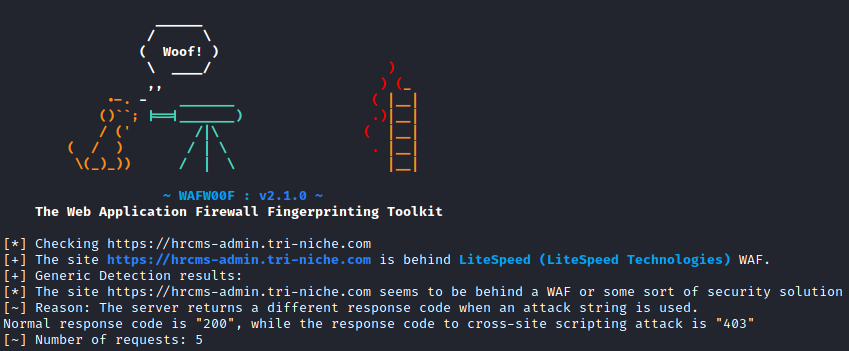 Woof!
~ WAFW00F : v2.1.0 ~
The Web Application Firewall Fingerprinting Toolkit
[*] Checking https://hrcms-admin.tri-niche.com
[+] The site https://hrcms-admin.tri-niche.com is behind LiteSpeed (LiteSpeed Technologies) WAF.
[+] Generic Detection results:
[*] The site https://hrcms-admin.tri-niche.com seems to be behind a WAF or some sort of security solution
[~] Reason: The server returns a different response code when an attack string is used.
Normal response code is "200", while the response code to cross-site scripting attack is "403"
[~] Number of requests: 5